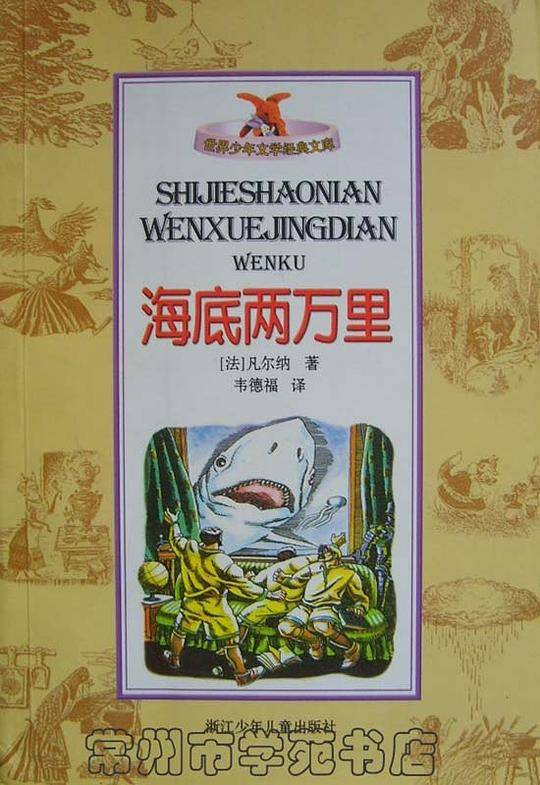 世界少年文学经典文库
SHIJIESHAONIAN
WENXUEJINGDIAN
WENKU
海底两万里
[法]凡尔纳 著
韦德福 译
浙江少年儿童出版社
常州市学苑书店